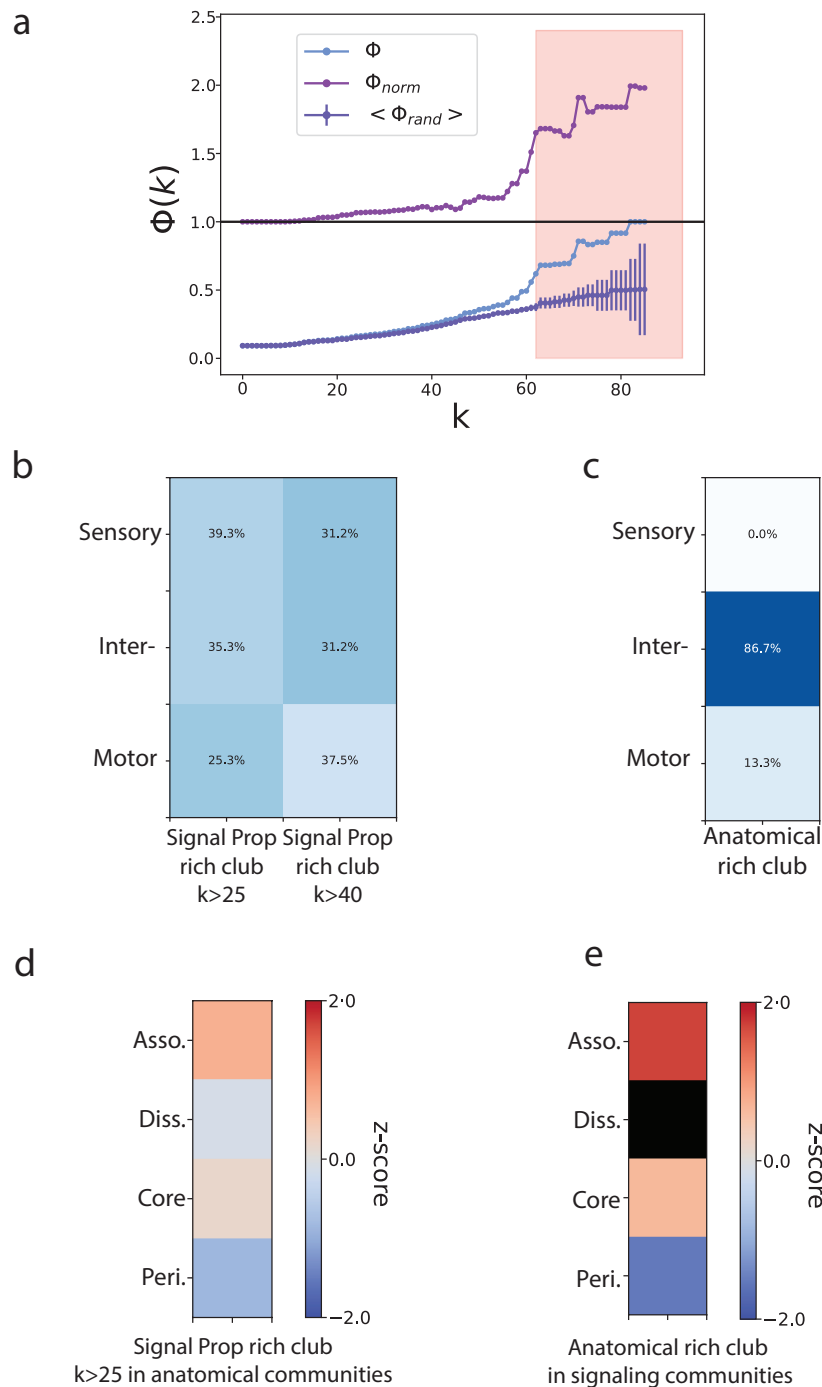 a
2.5
2.0
1.5
1.0
0.5
0.0
Φ(k)
Φ
Φnorm
< Φrand >
0 20 40 60 80
k
b
Sensory 39.3% 31.2%
Inter- 35.3% 31.2%
Motor 25.3% 37.5%
Signal Prop Signal Prop
rich club rich club
k>25 k>40
c
Sensory 0.0%
Inter- 86.7%
Motor 13.3%
Anatomical
rich club
d
Asso.
Diss.
Core
Peri.
2.0
0.0
−2.0
z-score
Signal Prop rich club
k>25 in anatomical communities
e
Asso.
Diss.
Core
Peri.
2.0
0.0
−2.0
z-score
Anatomical rich club
in signaling communities